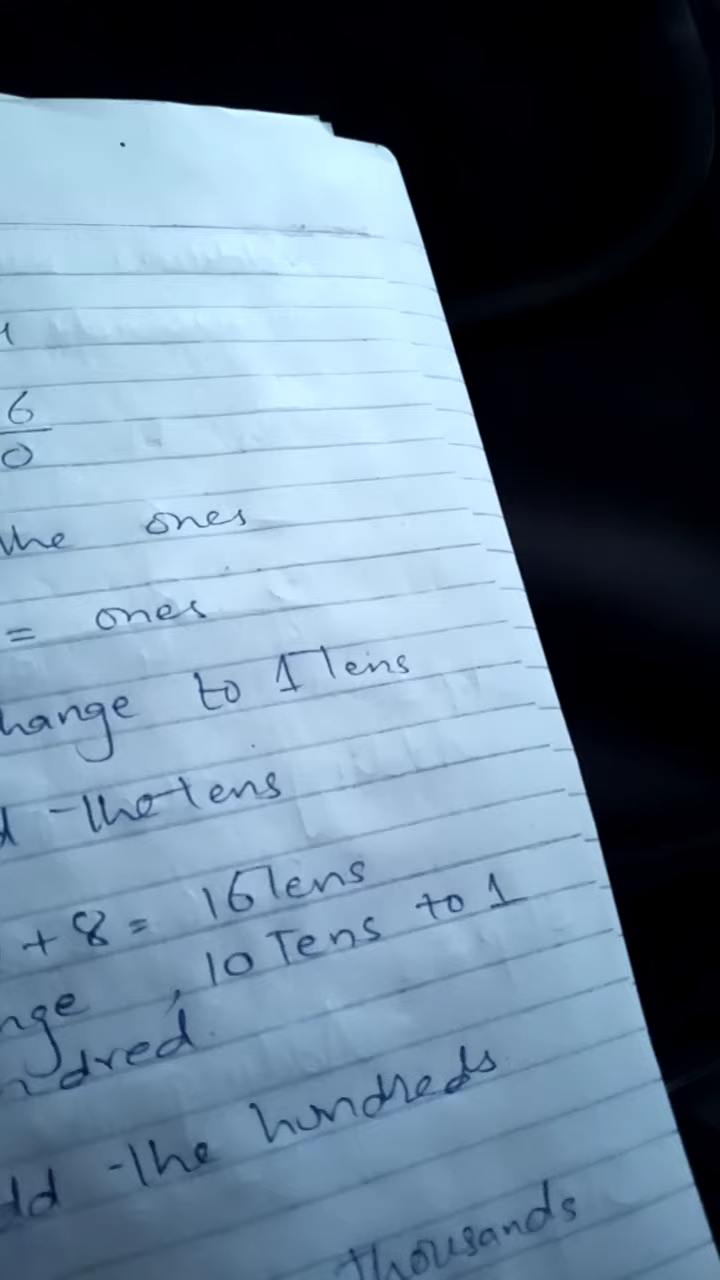 6
0
the ones
= ones
hange to 1 Tens
d the tens
+ 8 = 16 Tens
nge , 10 Tens to 1
ndred.
dd the hundreds
thousands